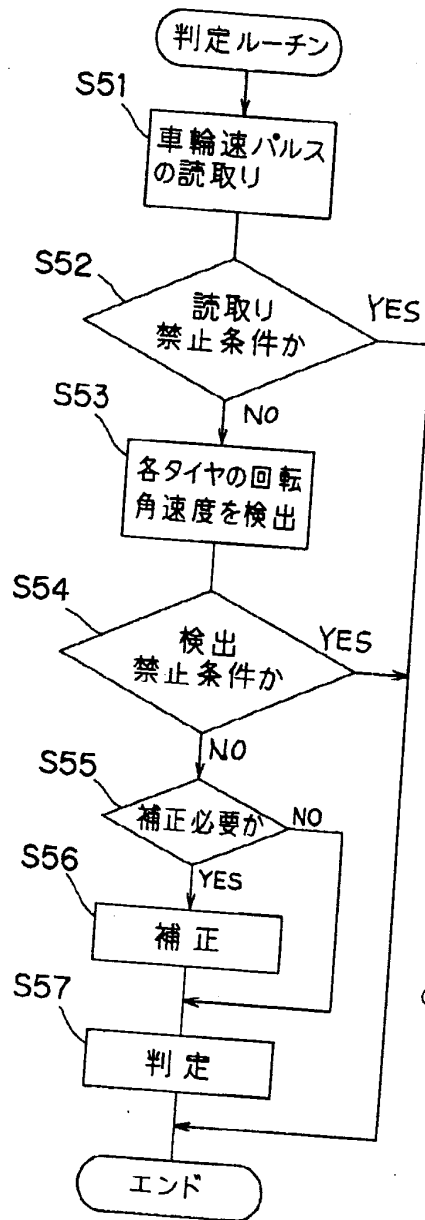 判定ルーチン
S51
車輪速パルス
の読取り
S52
読取り
禁止条件か
YES
NO
S53
各タイヤの回転
角速度を検出
S54
検出
禁止条件か
YES
NO
S55
補正必要か
NO
YES
S56
補正
S57
判定
エンド